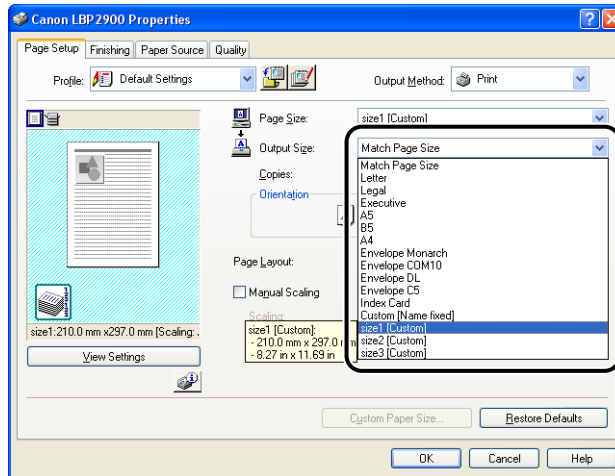 Canon LBP2900 Properties
Page Setup Finishing Paper Source Quality
Profile: Default Settings Output Method: Print
Page Size: size1 [Custom]
Output Size: Match Page Size
Copies:
Match Page Size
Letter
Legal
Executive
A5
B5
A4
Envelope Monarch
Envelope COM10
Envelope DL
Envelope C5
Index Card
Custom [Name fixed]
size1 [Custom]
size2 [Custom]
size3 [Custom]
Orientation
Page Layout:
Manual Scaling
Scaling:
size1 [Custom]:
- 210.0 mm x 297.0 m
- 8.27 in x 11.69 in
size1:210.0 mm x297.0 mm [Scaling: .
View Settings
Custom Paper Size... Restore Defaults
OK Cancel Help